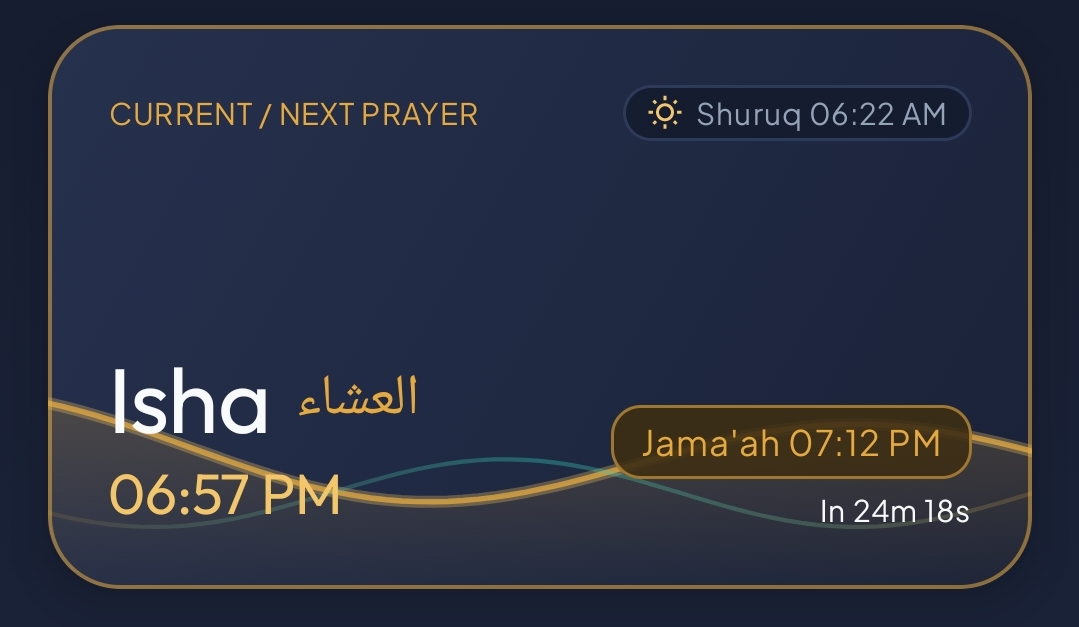 CURRENT / NEXT PRAYER
Shuruq 06:22 AM
Isha العشاء
06:57 PM
Jama'ah 07:12 PM
In 24m 18s